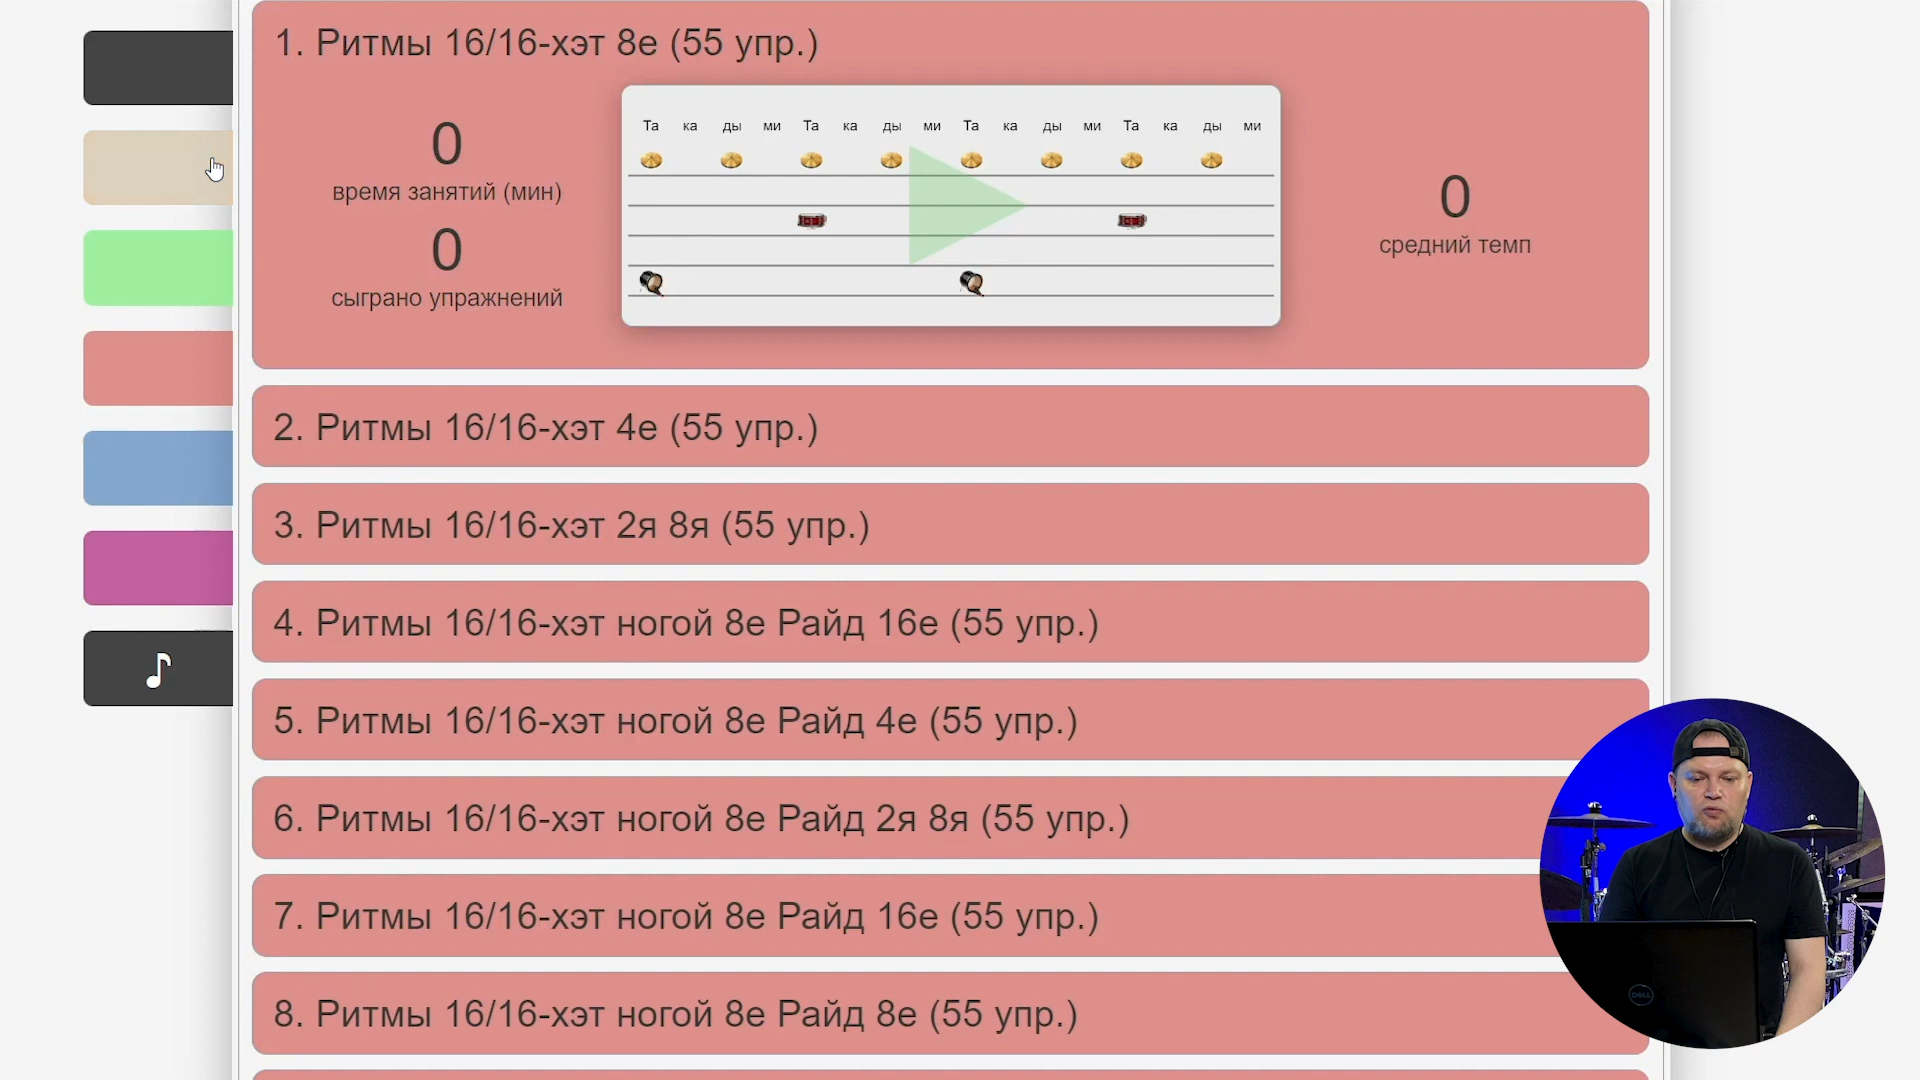 1. Ритмы 16/16-хэт 8е (55 упр.)
Та ка ды ми Та ка ды ми Та ка ды ми Та ка ды ми
0
время занятий (мин)
0
сыграно упражнений
0
средний темп
2. Ритмы 16/16-хэт 4е (55 упр.)
3. Ритмы 16/16-хэт 2я 8я (55 упр.)
4. Ритмы 16/16-хэт ногой 8е Райд 16е (55 упр.)
5. Ритмы 16/16-хэт ногой 8е Райд 4е (55 упр.)
6. Ритмы 16/16-хэт ногой 8е Райд 2я 8я (55 упр.)
7. Ритмы 16/16-хэт ногой 8е Райд 16е (55 упр.)
8. Ритмы 16/16-хэт ногой 8е Райд 8е (55 упр.)
DELL